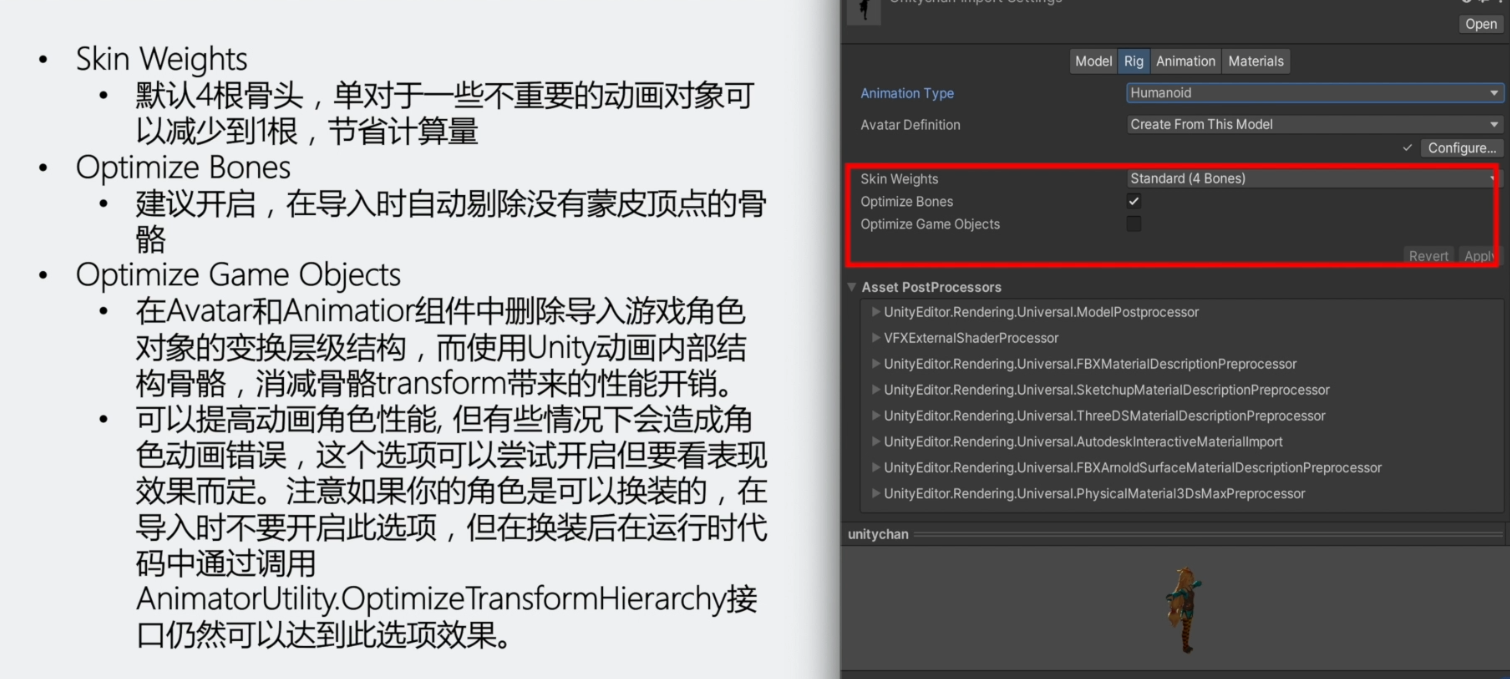 • Skin Weights
• 默认4根骨头，单对于一些不重要的动画对象可
以减少到1根，节省计算量
• Optimize Bones
• 建议开启，在导入时自动剔除没有蒙皮顶点的骨
骼
• Optimize Game Objects
• 在Avatar和Animatior组件中删除导入游戏角色
对象的变换层级结构，而使用Unity动画内部结
构骨骼，消减骨骼transform带来的性能开销。
• 可以提高动画角色性能, 但有些情况下会造成角
色动画错误，这个选项可以尝试开启但要看表现
效果而定。注意如果你的角色是可以换装的，在
导入时不要开启此选项，但在换装后在运行时代
码中通过调用
AnimatorUtility.OptimizeTransformHierarchy接
口仍然可以达到此选项效果。
Unitychan Import Settings
Open
Model Rig Animation Materials
Animation Type Humanoid
Avatar Definition Create From This Model
Configure...
Skin Weights Standard (4 Bones)
Optimize Bones
Optimize Game Objects
Revert Apply
Asset PostProcessors
UnityEditor.Rendering.Universal.ModelPostprocessor
VFXExternalShaderProcessor
UnityEditor.Rendering.Universal.FBXMaterialDescriptionPreprocessor
UnityEditor.Rendering.Universal.SketchupMaterialDescriptionPreprocessor
UnityEditor.Rendering.Universal.ThreeDSMaterialDescriptionPreprocessor
UnityEditor.Rendering.Universal.AutodeskInteractiveMaterialImport
UnityEditor.Rendering.Universal.FBXArnoldSurfaceMaterialDescriptionPreprocessor
UnityEditor.Rendering.Universal.PhysicalMaterial3DsMaxPreprocessor
unitychan